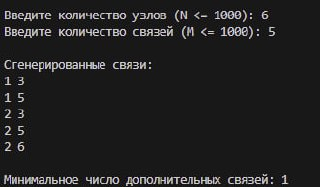 Введите количество узлов (N <= 1000): 6
Введите количество связей (M <= 1000): 5
Сгенерированные связи:
1 3
1 5
2 3
2 5
2 6
Минимальное число дополнительных связей: 1